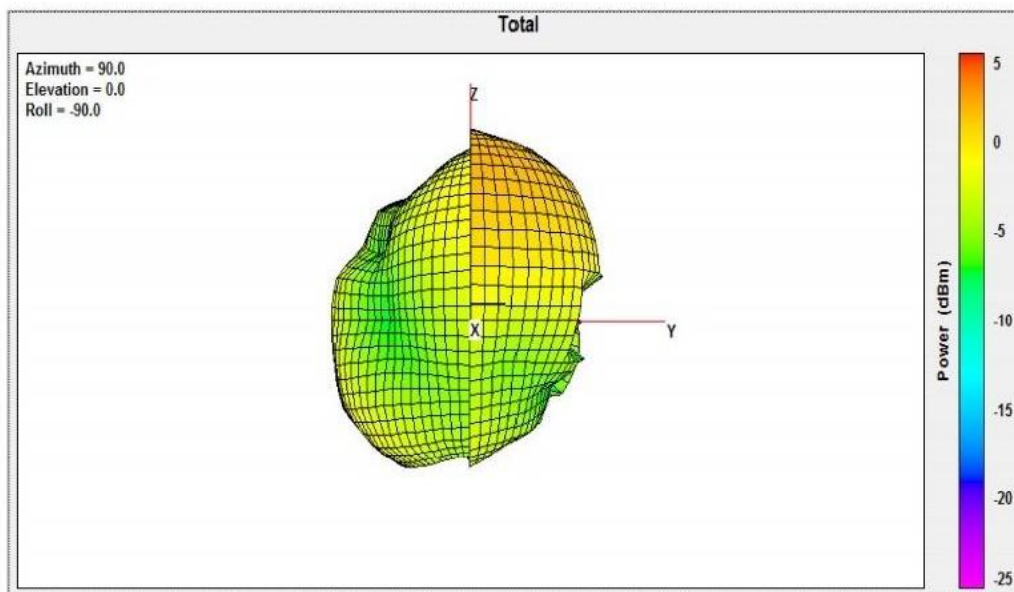 Total
Azimuth = 90.0
Elevation = 0.0
Roll = -90.0
Z
X
Y
5
0
-5
-10
-15
-20
-25
Power (dBm)